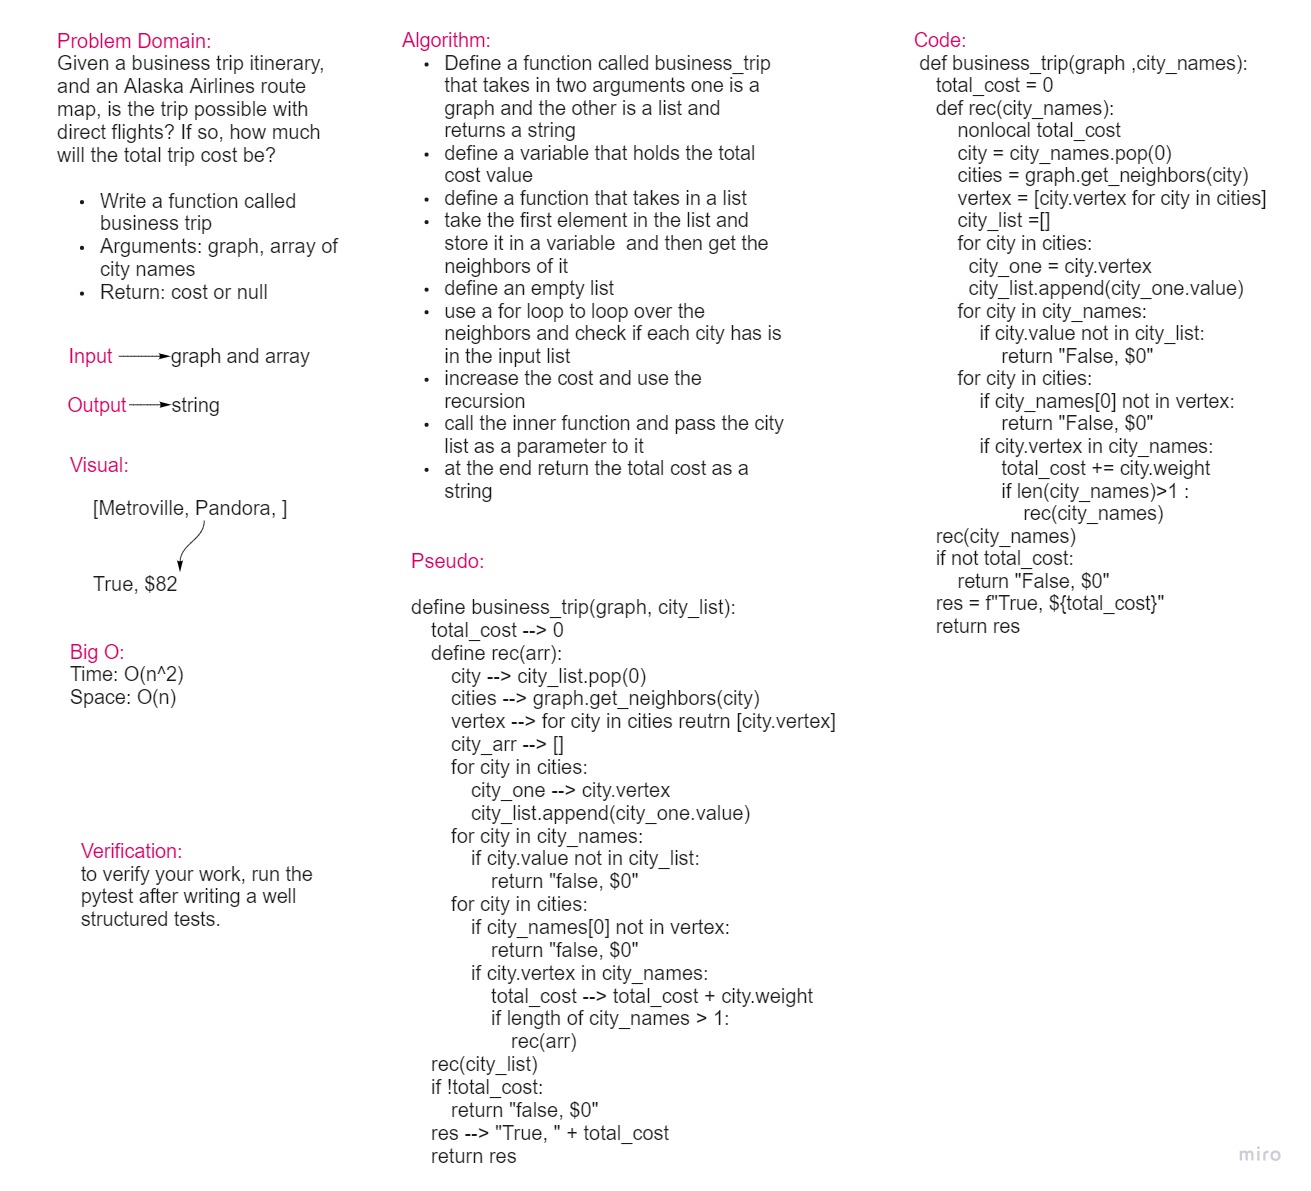 Problem Domain:
Given a business trip itinerary,
and an Alaska Airlines route
map, is the trip possible with
direct flights? If so, how much
will the total trip cost be?
• Write a function called
business trip
• Arguments: graph, array of
city names
• Return: cost or null
Input graph and array
Output string
Visual:
[Metroville, Pandora, ]
True, $82
Big O:
Time: O(n^2)
Space: O(n)
Verification:
to verify your work, run the
pytest after writing a well
structured tests.
Algorithm:
• Define a function called business_trip
that takes in two arguments one is a
graph and the other is a list and
returns a string
• define a variable that holds the total
cost value
• define a function that takes in a list
• take the first element in the list and
store it in a variable  and then get the
neighbors of it
• define an empty list
• use a for loop to loop over the
neighbors and check if each city has is
in the input list
• increase the cost and use the
recursion
• call the inner function and pass the city
list as a parameter to it
• at the end return the total cost as a
string
Pseudo:
define business_trip(graph, city_list):
total_cost --> 0
define rec(arr):
city --> city_list.pop(0)
cities --> graph.get_neighbors(city)
vertex --> for city in cities reutrn [city.vertex]
city_arr --> []
for city in cities:
city_one --> city.vertex
city_list.append(city_one.value)
for city in city_names:
if city.value not in city_list:
return "false, $0"
for city in cities:
if city_names[0] not in vertex:
return "false, $0"
if city.vertex in city_names:
total_cost --> total_cost + city.weight
if length of city_names > 1:
rec(arr)
rec(city_list)
if !total_cost:
return "false, $0"
res --> "True, " + total_cost
return res
Code:
def business_trip(graph ,city_names):
total_cost = 0
def rec(city_names):
nonlocal total_cost
city = city_names.pop(0)
cities = graph.get_neighbors(city)
vertex = [city.vertex for city in cities]
city_list =[]
for city in cities:
city_one = city.vertex
city_list.append(city_one.value)
for city in city_names:
if city.value not in city_list:
return "False, $0"
for city in cities:
if city_names[0] not in vertex:
return "False, $0"
if city.vertex in city_names:
total_cost += city.weight
if len(city_names)>1 :
rec(city_names)
rec(city_names)
if not total_cost:
return "False, $0"
res = f"True, ${total_cost}"
return res
miro